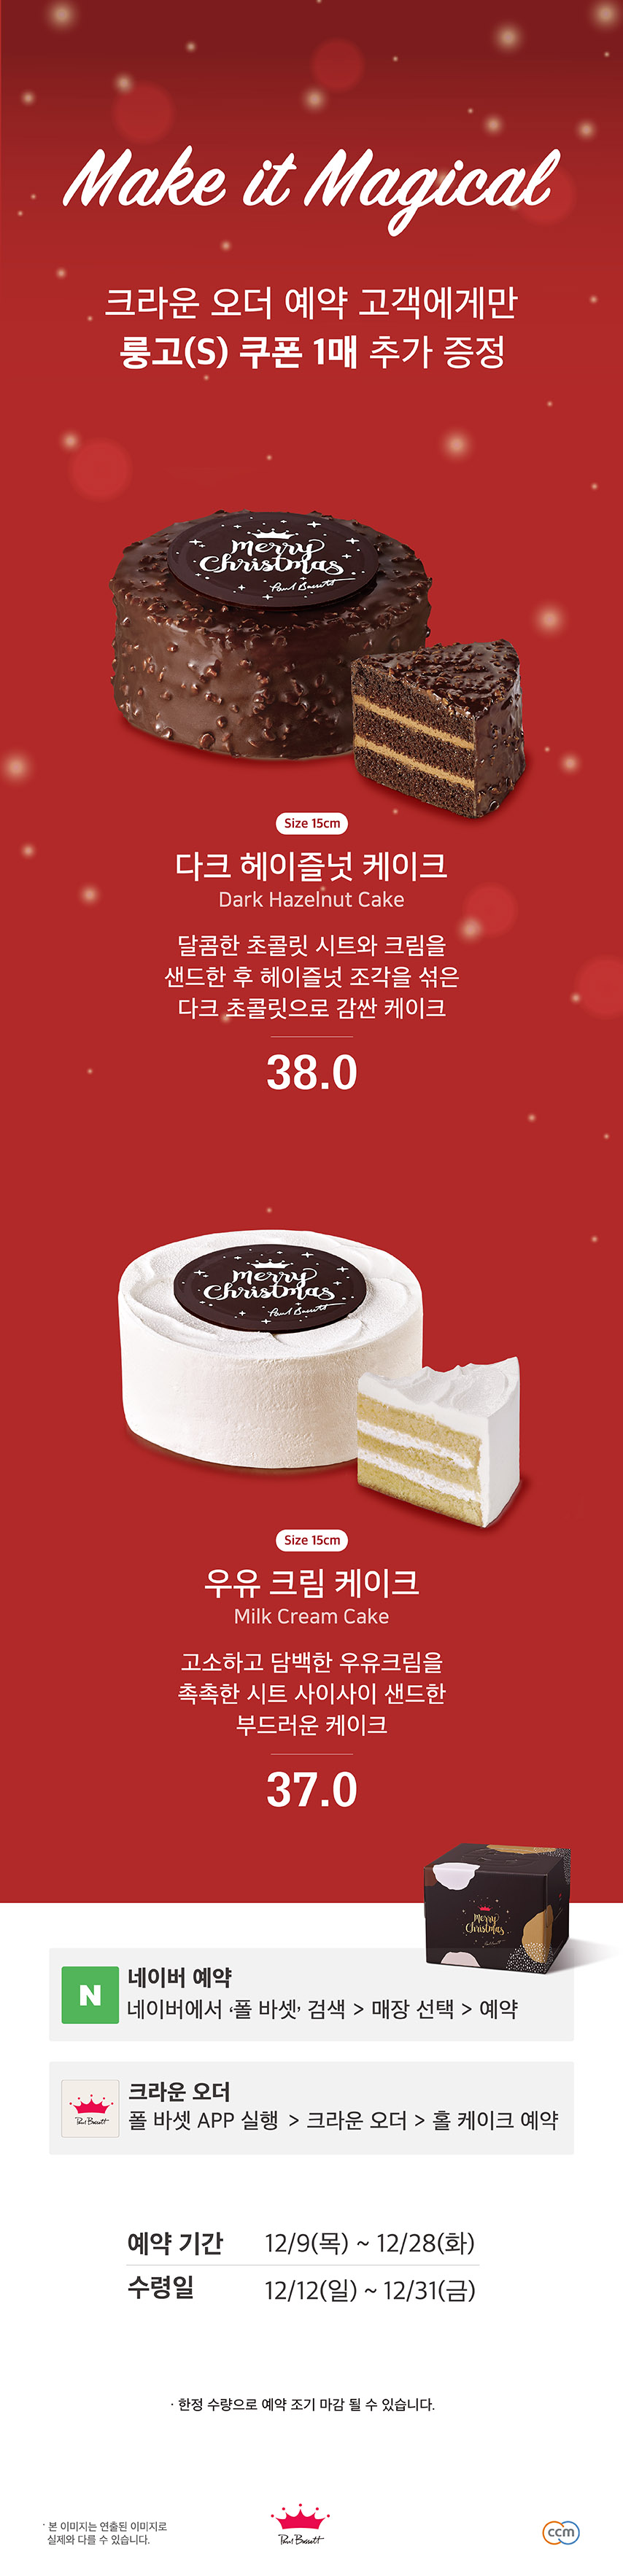 Make it Magical
크라운 오더 예약 고객에게만
룽고(S) 쿠폰 1매 추가 증정
Merry
Christmas
Paul Bassett
Size 15cm
다크 헤이즐넛 케이크
Dark Hazelnut Cake
달콤한 초콜릿 시트와 크림을
샌드한 후 헤이즐넛 조각을 섞은
다크 초콜릿으로 감싼 케이크
38.0
Merry
Christmas
Paul Bassett
Size 15cm
우유 크림 케이크
Milk Cream Cake
고소하고 담백한 우유크림을
촉촉한 시트 사이사이 샌드한
부드러운 케이크
37.0
Merry
Christmas
Paul Bassett
N
네이버 예약
네이버에서 ‘폴 바셋’ 검색 > 매장 선택 > 예약
Paul Bassett
크라운 오더
폴 바셋 APP 실행 > 크라운 오더 > 홀 케이크 예약
예약 기간 12/9(목) ~ 12/28(화)
수령일 12/12(일) ~ 12/31(금)
· 한정 수량으로 예약 조기 마감 될 수 있습니다.
· 본 이미지는 연출된 이미지로
실제와 다를 수 있습니다.
Paul Bassett
ccm